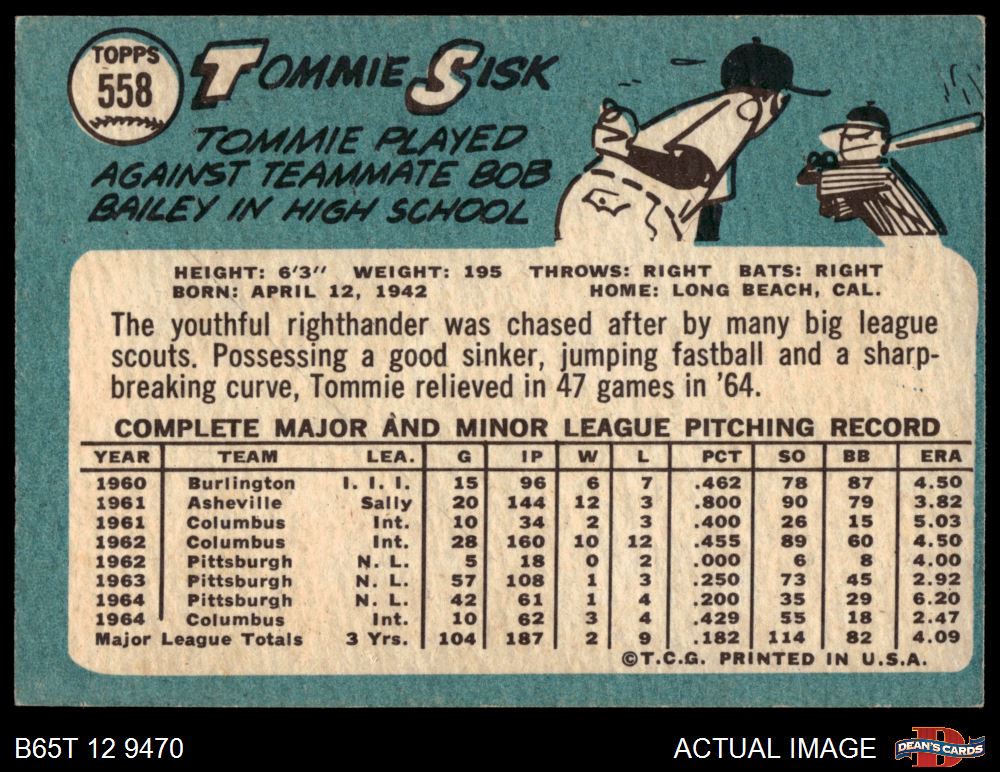 TOPPS
558
TOMMIE SISK
TOMMIE PLAYED
AGAINST TEAMMATE BOB
BAILEY IN HIGH SCHOOL
HEIGHT: 6'3" WEIGHT: 195 THROWS: RIGHT BATS: RIGHT
BORN: APRIL 12, 1942 HOME: LONG BEACH, CAL.
The youthful righthander was chased after by many big league
scouts. Possessing a good sinker, jumping fastball and a sharp-
breaking curve, Tommie relieved in 47 games in '64.
COMPLETE MAJOR AND MINOR LEAGUE PITCHING RECORD
YEAR TEAM LEA. G IP W L PCT SO BB ERA
1960 Burlington I. I. I. 15 96 6 7 .462 78 87 4.50
1961 Asheville Sally 20 144 12 3 .800 90 79 3.82
1961 Columbus Int. 10 34 2 3 .400 26 15 5.03
1962 Columbus Int. 28 160 10 12 .455 89 60 4.50
1962 Pittsburgh N. L. 5 18 0 2 .000 6 8 4.00
1963 Pittsburgh N. L. 57 108 1 3 .250 73 45 2.92
1964 Pittsburgh N. L. 42 61 1 4 .200 35 29 6.20
1964 Columbus Int. 10 62 3 4 .429 55 18 2.47
Major League Totals 3 Yrs. 104 187 2 9 .182 114 82 4.09
©T.C.G. PRINTED IN U.S.A.
B65T 12 9470
ACTUAL IMAGE
D
DEAN'S CARDS